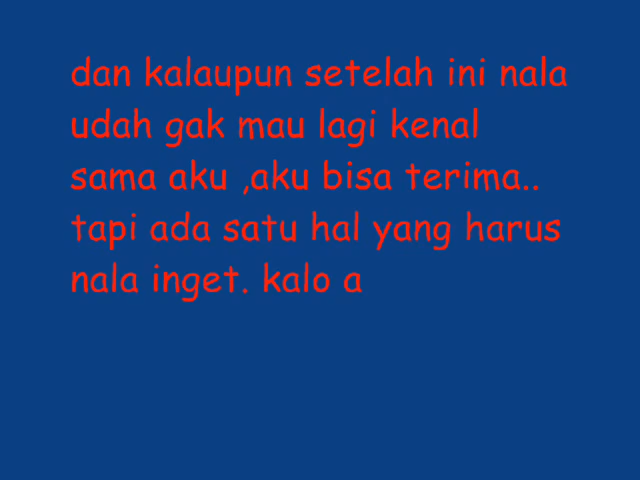 dan kalaupun setelah ini nala
udah gak mau lagi kenal
sama aku ,aku bisa terima..
tapi ada satu hal yang harus
nala inget. kalo a